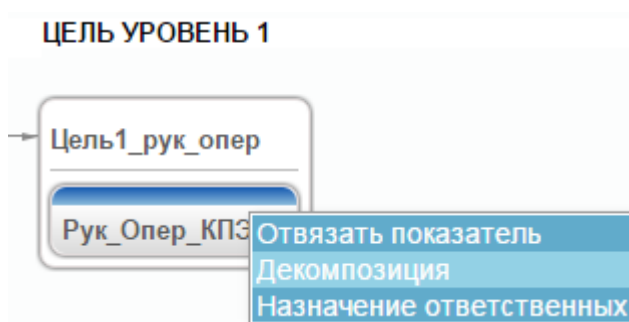 ЦЕЛЬ УРОВЕНЬ 1
Цель1_рук_опер
Рук_Опер_КПЭ
Отвязать показатель
Декомпозиция
Назначение ответственных